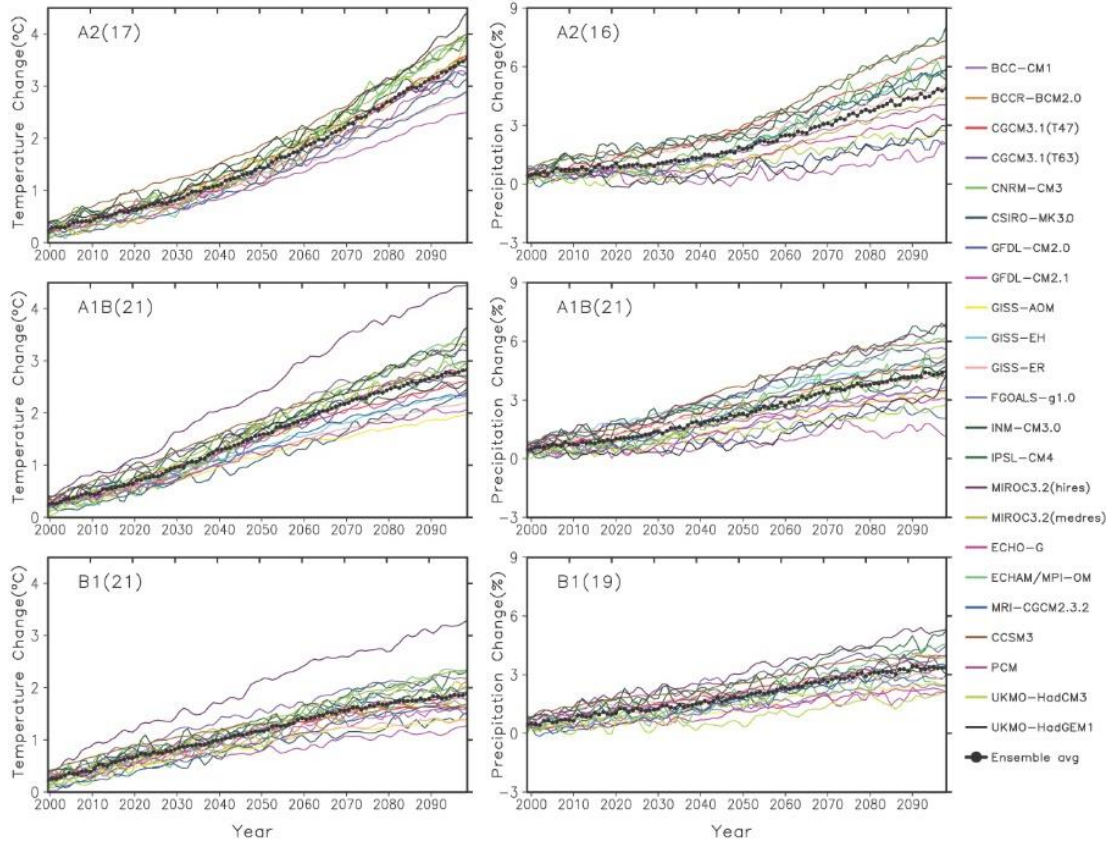 A2(17)
Temperature Change(ºC)
4
3
2
1
0
2000 2010 2020 2030 2040 2050 2060 2070 2080 2090
A2(16)
Precipitation Change(%)
9
6
3
0
-3
2000 2010 2020 2030 2040 2050 2060 2070 2080 2090
A1B(21)
Temperature Change(ºC)
4
3
2
1
0
2000 2010 2020 2030 2040 2050 2060 2070 2080 2090
A1B(21)
Precipitation Change(%)
9
6
3
0
-3
2000 2010 2020 2030 2040 2050 2060 2070 2080 2090
B1(21)
Temperature Change(ºC)
4
3
2
1
0
2000 2010 2020 2030 2040 2050 2060 2070 2080 2090
Year
B1(19)
Precipitation Change(%)
9
6
3
0
-3
2000 2010 2020 2030 2040 2050 2060 2070 2080 2090
Year
BCC-CM1
BCCR-BCM2.0
CGCM3.1(T47)
CGCM3.1(T63)
CNRM-CM3
CSIRO-MK3.0
GFDL-CM2.0
GFDL-CM2.1
GISS-AOM
GISS-EH
GISS-ER
FGOALS-g1.0
INM-CM3.0
IPSL-CM4
MIROC3.2(hires)
MIROC3.2(medres)
ECHO-G
ECHAM/MPI-OM
MRI-CGCM2.3.2
CCSM3
PCM
UKMO-HadCM3
UKMO-HadGEM1
Ensemble avg